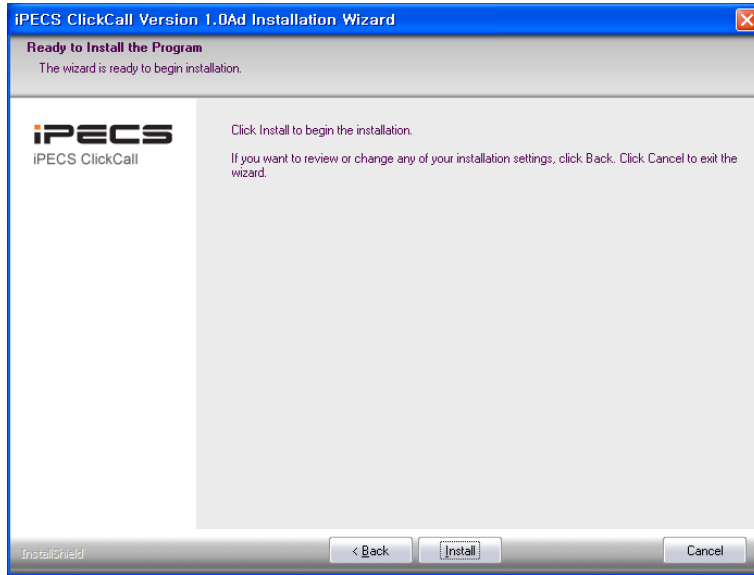 iPECS ClickCall Version 1.0Ad Installation Wizard
Ready to Install the Program
The wizard is ready to begin installation.
iPECS
iPECS ClickCall
Click Install to begin the installation.
If you want to review or change any of your installation settings, click Back. Click Cancel to exit the
wizard.
InstallShield
< Back
Install
Cancel